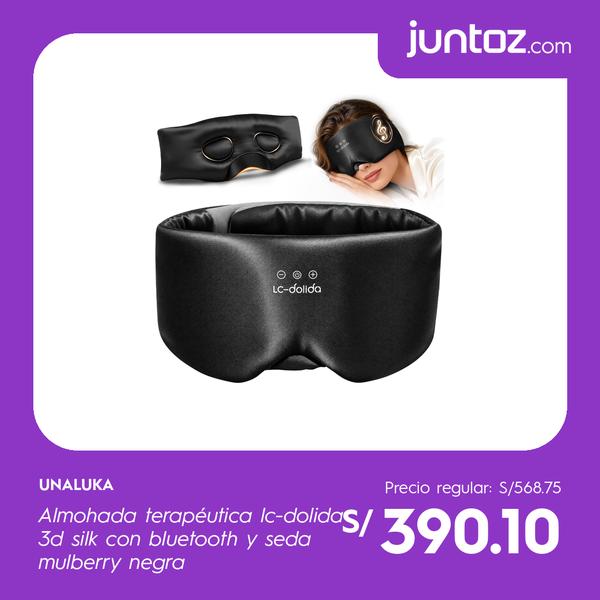 juntoz.com
LC-dolida
UNALUKA
Almohada terapéutica lc-dolida
3d silk con bluetooth y seda
mulberry negra
Precio regular: S/568.75
S/ 390.10